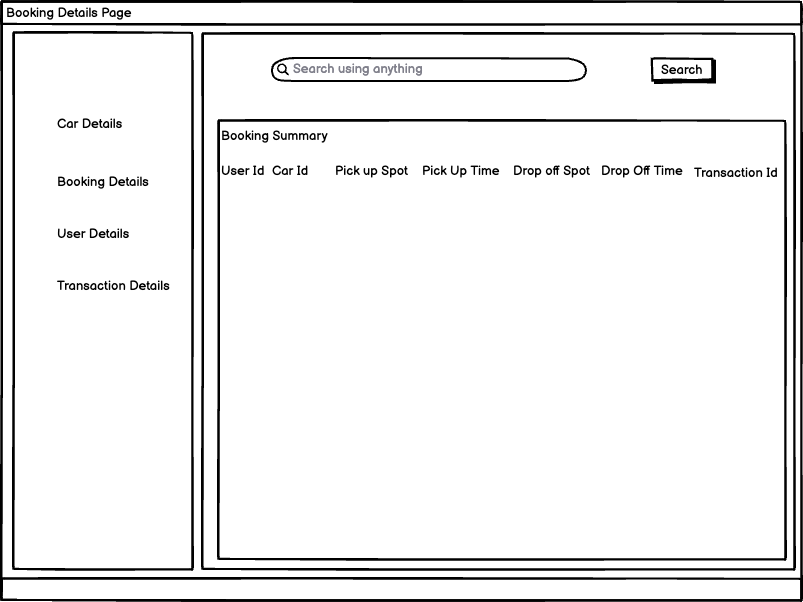 Booking Details Page
Search using anything
Search
Car Details
Booking Details
User Details
Transaction Details
Booking Summary
User Id Car Id Pick up Spot Pick Up Time Drop off Spot Drop Off Time Transaction Id